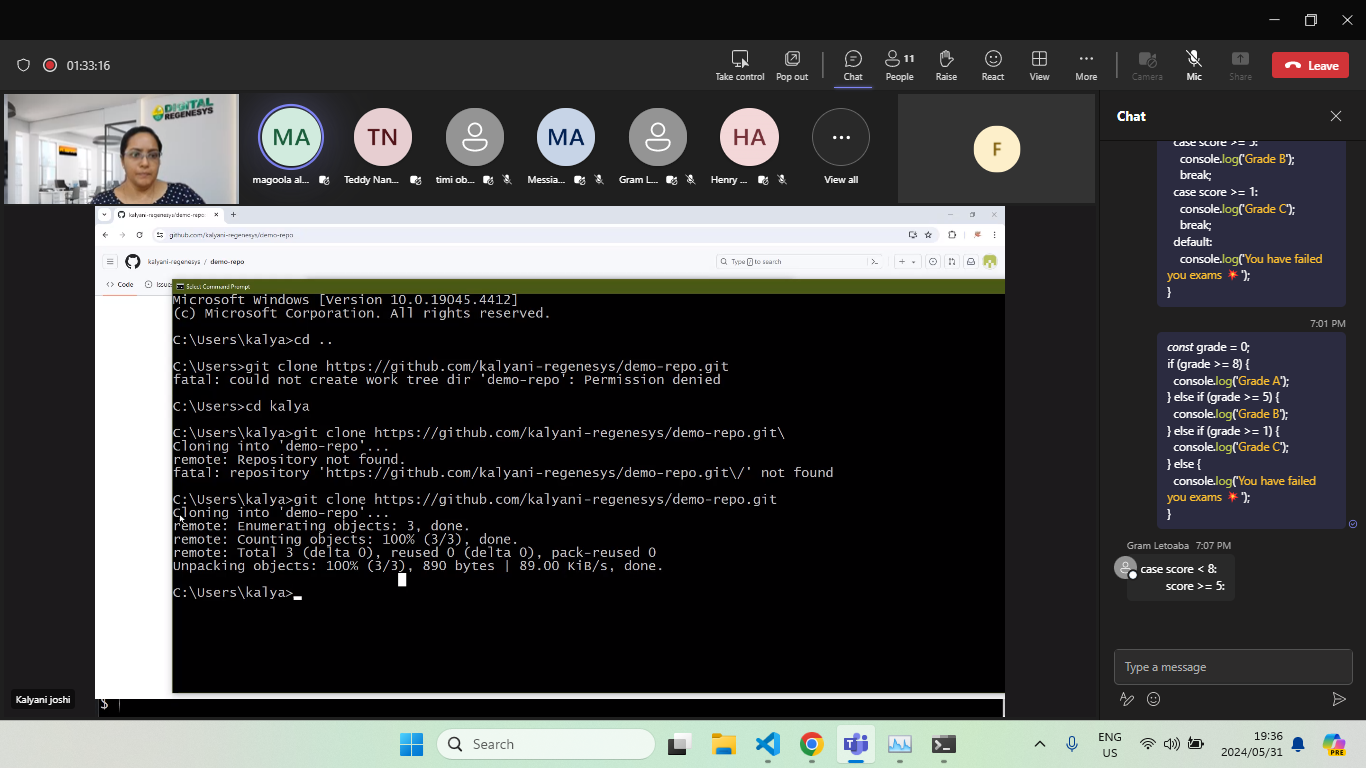 01:33:16
Take control
Pop out
Chat
11
People
Raise
React
View
More
Camera
Mic
Share
Leave
DIGITAL
REGENESYS
MA
TN
MA
HA
F
magoola al...
Teddy Nan...
timi ob...
Messia...
Gram L...
Henry ...
View all
Kalyani joshi
kalyani-regenesys/demo-repo
github.com/kalyani-regenesys/demo-repo
kalyani-regenesys / demo-repo
Type / to search
<> Code
Issue
Select Command Prompt
Microsoft Windows [Version 10.0.19045.4412]
(c) Microsoft Corporation. All rights reserved.
C:\Users\kalya>cd ..
C:\Users>git clone https://github.com/kalyani-regenesys/demo-repo.git
fatal: could not create work tree dir 'demo-repo': Permission denied
C:\Users>cd kalya
C:\Users\kalya>git clone https://github.com/kalyani-regenesys/demo-repo.git\
Cloning into 'demo-repo'...
remote: Repository not found.
fatal: repository 'https://github.com/kalyani-regenesys/demo-repo.git\/' not found
C:\Users\kalya>git clone https://github.com/kalyani-regenesys/demo-repo.git
Cloning into 'demo-repo'...
remote: Enumerating objects: 3, done.
remote: Counting objects: 100% (3/3), done.
remote: Total 3 (delta 0), reused 0 (delta 0), pack-reused 0
Unpacking objects: 100% (3/3), 890 bytes | 89.00 KiB/s, done.
C:\Users\kalya>
$
Chat
case score >= 5:
console.log('Grade B');
break;
case score >= 1:
console.log('Grade C');
break;
default:
console.log('You have failed
you exams 💥 ');
}
7:01 PM
const grade = 0;
if (grade >= 8) {
console.log('Grade A');
} else if (grade >= 5) {
console.log('Grade B');
} else if (grade >= 1) {
console.log('Grade C');
} else {
console.log('You have failed
you exams 💥 ');
}
Gram Letoaba 7:07 PM
case score < 8:
score >= 5:
Type a message
Search
ENG
US
19:36
2024/05/31
PRE